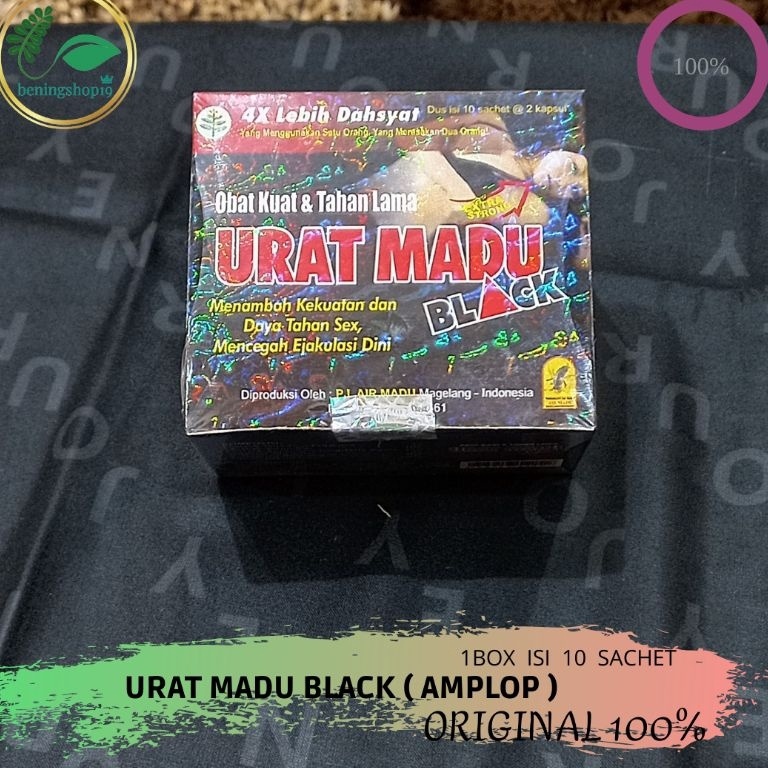 beningshop19
100%
4X Lebih Dahsyat
Dus isi 10 sachet @ 2 kapsul
Yang Menggunakan Satu Orang, Yang Merasakan Dua Orang!
Obat Kuat & Tahan Lama
EXTRA
STRONG
URAT MADU
BLACK
Menambah Kekuatan dan
Daya Tahan Sex,
Mencegah Ejakulasi Dini
Diproduksi Oleh : PJ. AIR MADU Magelang - Indonesia
61
1BOX ISI 10 SACHET
URAT MADU BLACK ( AMPLOP )
ORIGINAL 100%